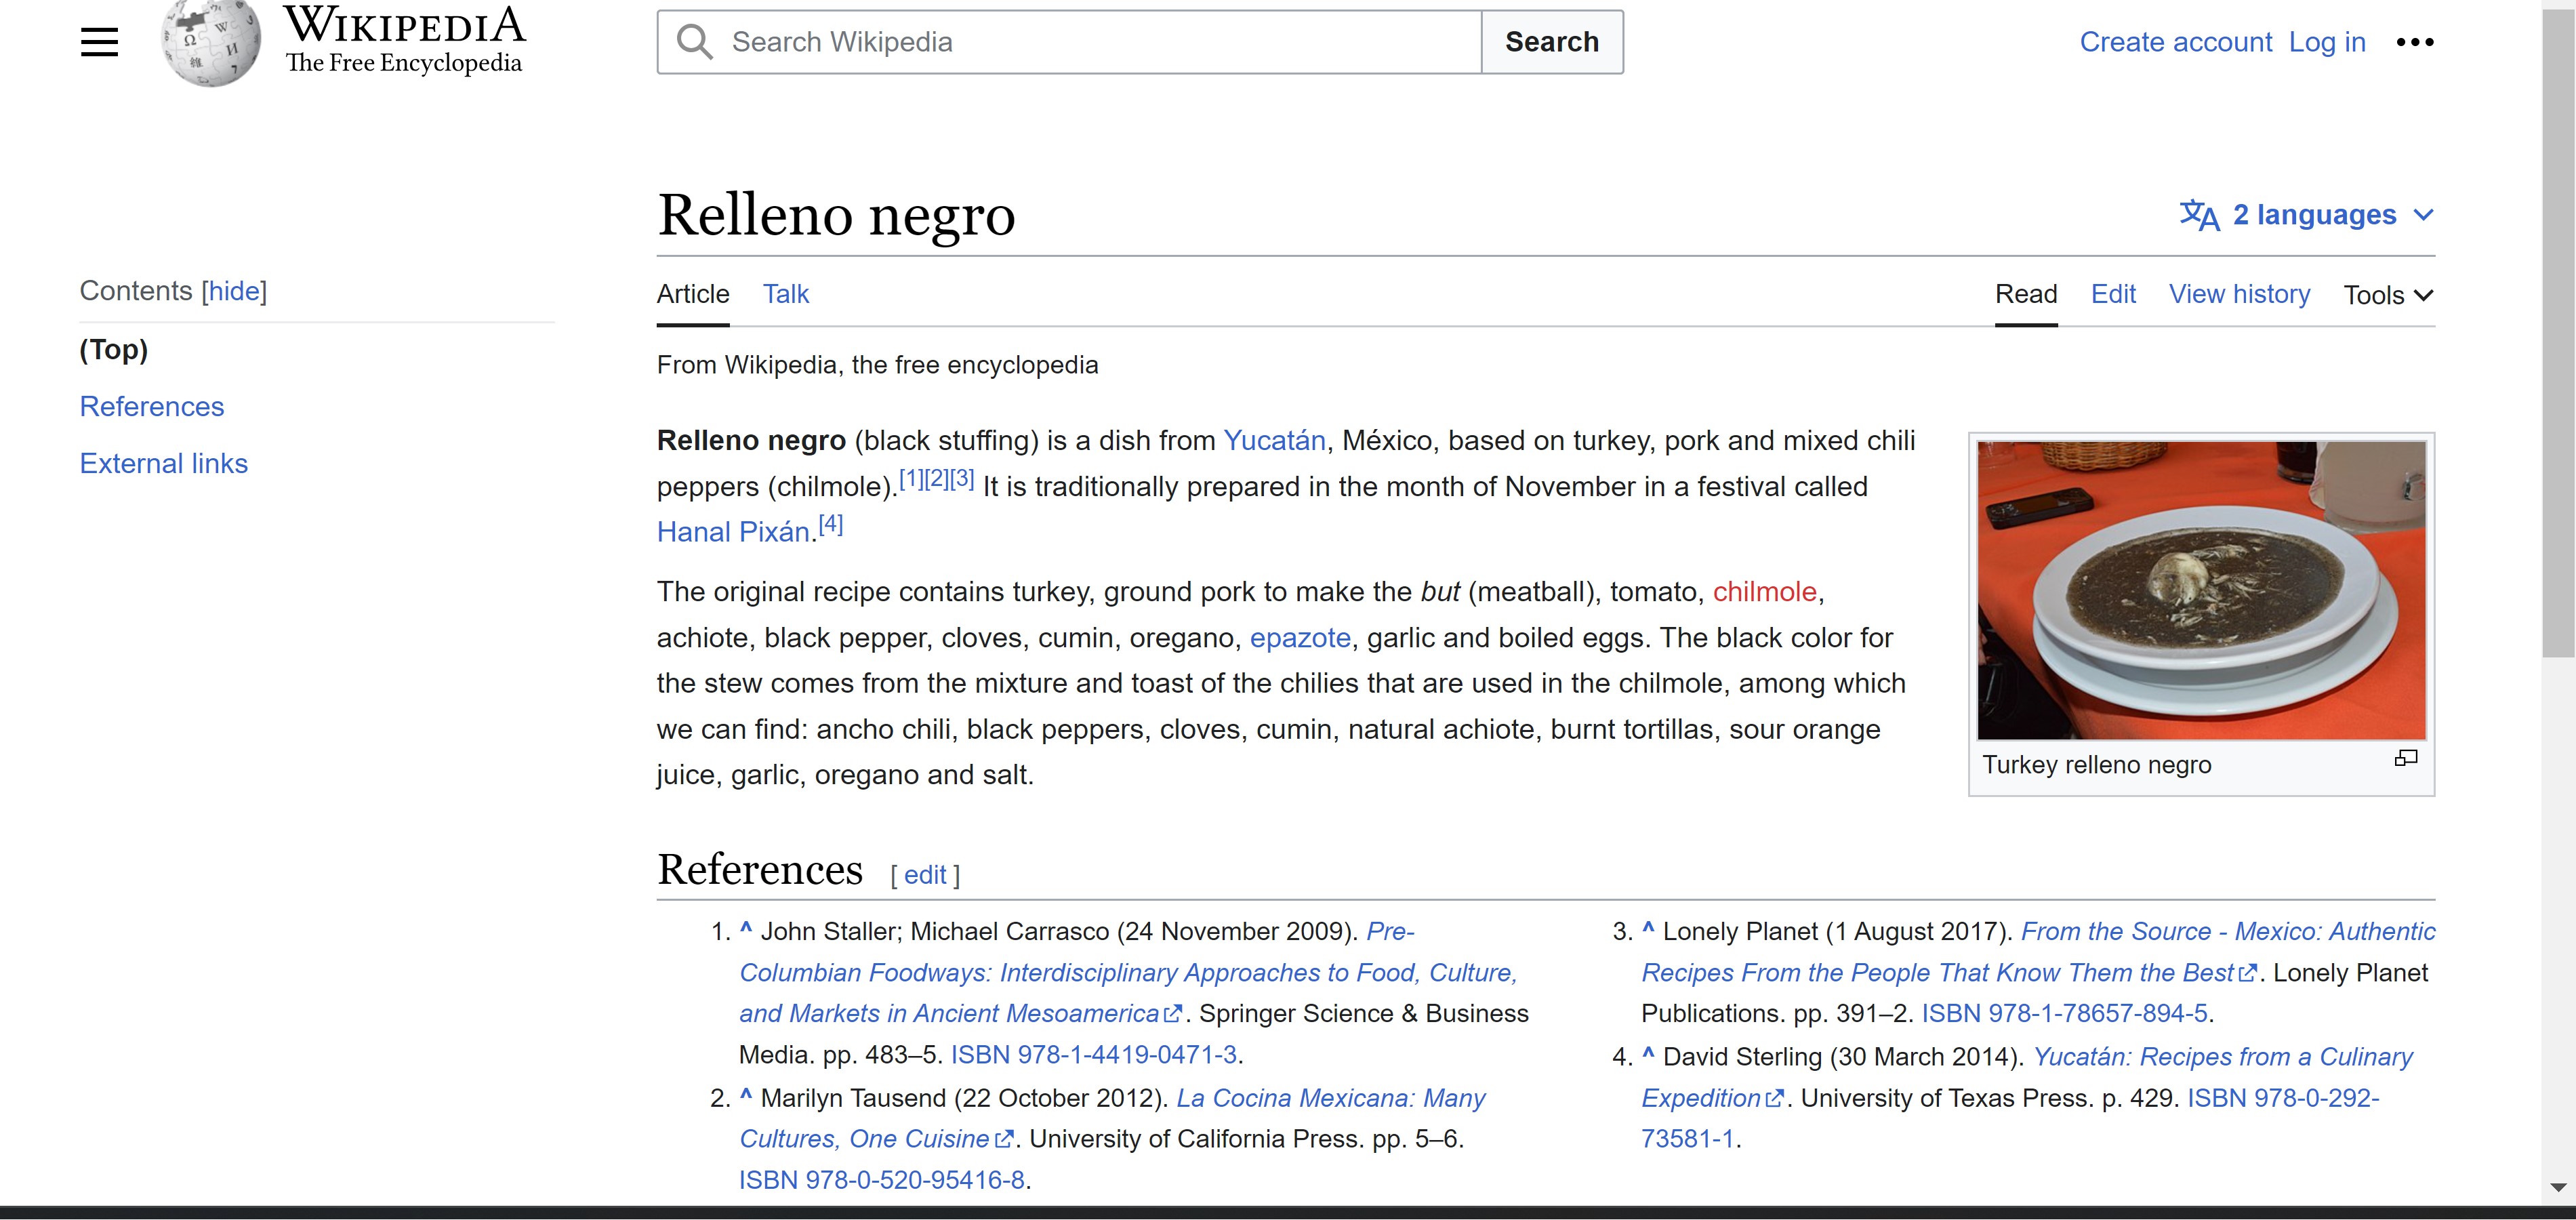 WIKIPEDIA
The Free Encyclopedia
Search Wikipedia
Search
Create account Log in
Relleno negro
2 languages
Contents [hide]
(Top)
References
External links
Article Talk
Read Edit View history Tools
From Wikipedia, the free encyclopedia
Relleno negro (black stuffing) is a dish from Yucatán, México, based on turkey, pork and mixed chili
peppers (chilmole).[1][2][3] It is traditionally prepared in the month of November in a festival called
Hanal Pixán.[4]
The original recipe contains turkey, ground pork to make the but (meatball), tomato, chilmole,
achiote, black pepper, cloves, cumin, oregano, epazote, garlic and boiled eggs. The black color for
the stew comes from the mixture and toast of the chilies that are used in the chilmole, among which
we can find: ancho chili, black peppers, cloves, cumin, natural achiote, burnt tortillas, sour orange
juice, garlic, oregano and salt.
Turkey relleno negro
References [ edit ]
1. ^ John Staller; Michael Carrasco (24 November 2009). Pre-
Columbian Foodways: Interdisciplinary Approaches to Food, Culture,
and Markets in Ancient Mesoamerica. Springer Science & Business
Media. pp. 483–5. ISBN 978-1-4419-0471-3.
2. ^ Marilyn Tausend (22 October 2012). La Cocina Mexicana: Many
Cultures, One Cuisine. University of California Press. pp. 5–6.
ISBN 978-0-520-95416-8.
3. ^ Lonely Planet (1 August 2017). From the Source - Mexico: Authentic
Recipes From the People That Know Them the Best. Lonely Planet
Publications. pp. 391–2. ISBN 978-1-78657-894-5.
4. ^ David Sterling (30 March 2014). Yucatán: Recipes from a Culinary
Expedition. University of Texas Press. p. 429. ISBN 978-0-292-
73581-1.